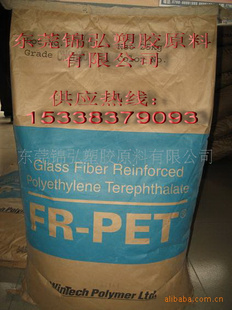 东莞锦弘塑胶原料
有限公司
Grade
供应热线:
15338379093
东莞锦弘塑胶原料有限公司
Glass Fiber Reinforced
Polyethylene Terephthalate
FR-PET
WinTech Polymer Ltd.
alibaba.com.cn